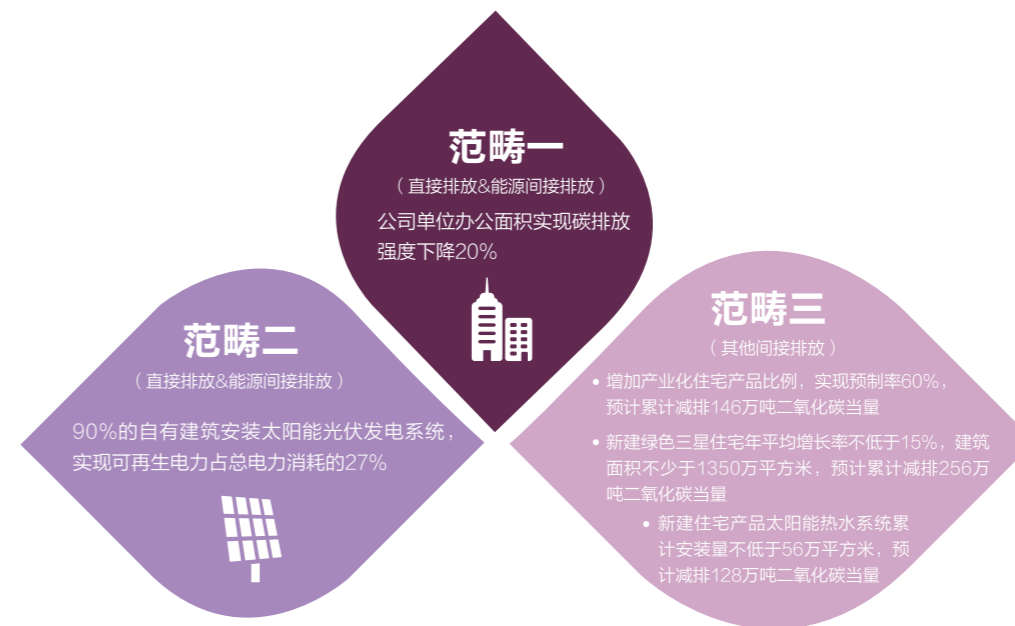 范畴一
（直接排放&能源间接排放）
公司单位办公面积实现碳排放
强度下降20%
范畴二
（直接排放&能源间接排放）
90%的自有建筑安装太阳能光伏发电系统，
实现可再生电力占总电力消耗的27%
范畴三
（其他间接排放）
• 增加产业化住宅产品比例，实现预制率60%，
预计累计减排146万吨二氧化碳当量
• 新建绿色三星住宅年平均增长率不低于15%，建筑
面积不少于1350万平方米，预计累计减排256万
吨二氧化碳当量
• 新建住宅产品太阳能热水系统累
计安装量不低于56万平方米，预
计减排128万吨二氧化碳当量